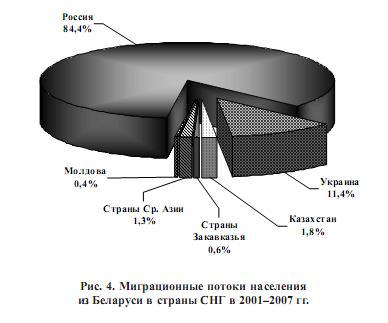 Россия
84,4%
Молдова
0,4%
Страны Ср. Азии
1,3%
Страны
Закавказья
0,6%
Казахстан
1,8%
Украина
11,4%
Рис. 4. Миграционные потоки населения
из Беларуси в страны СНГ в 2001–2007 гг.